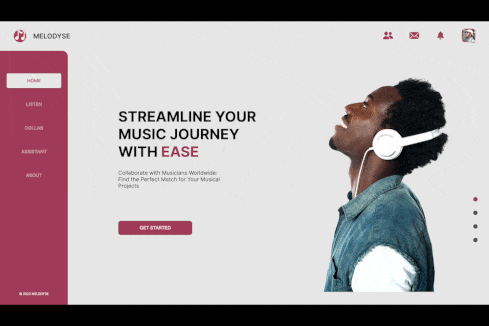 MELODYSE
HOME
LISTEN
COLLAB
ASSISTANT
ABOUT
STREAMLINE YOUR
MUSIC JOURNEY
WITH EASE
Collaborate with Musicians Worldwide:
Find the Perfect Match for Your Musical
Projects
GET STARTED
© 2023 MELODYSE